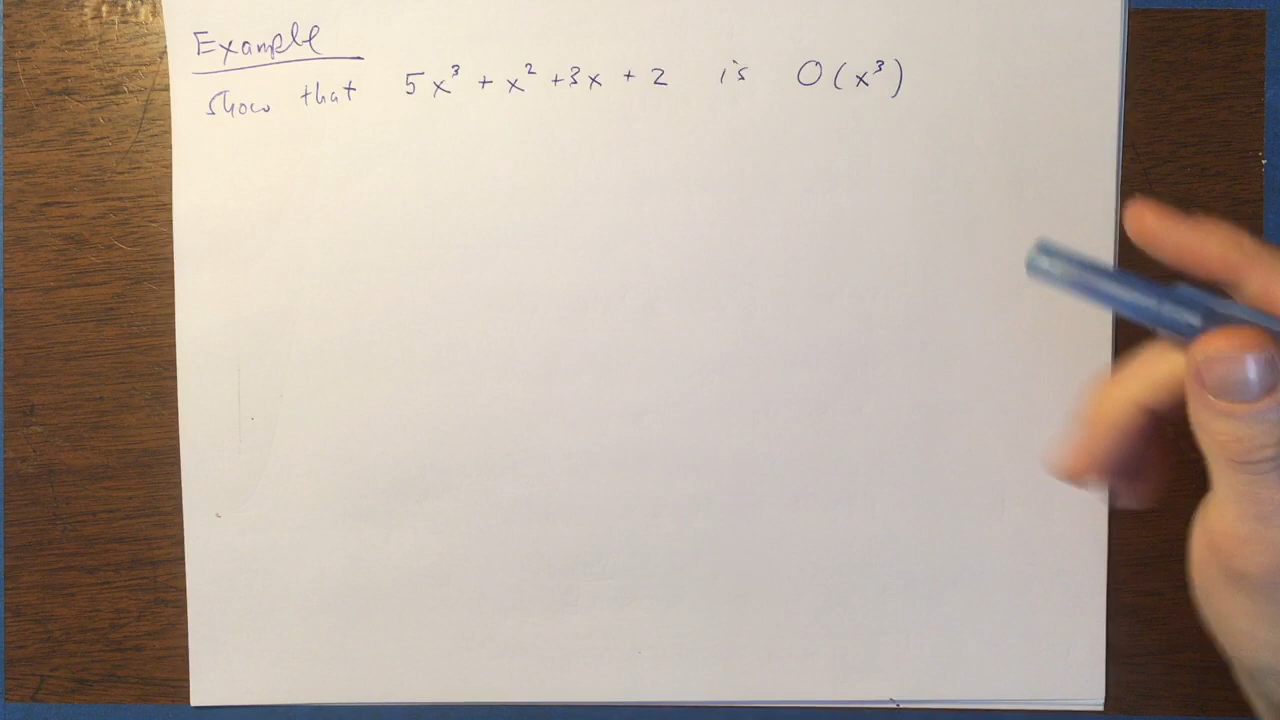 Example
show that 5x³ + x² + 3x + 2 is O(x³)